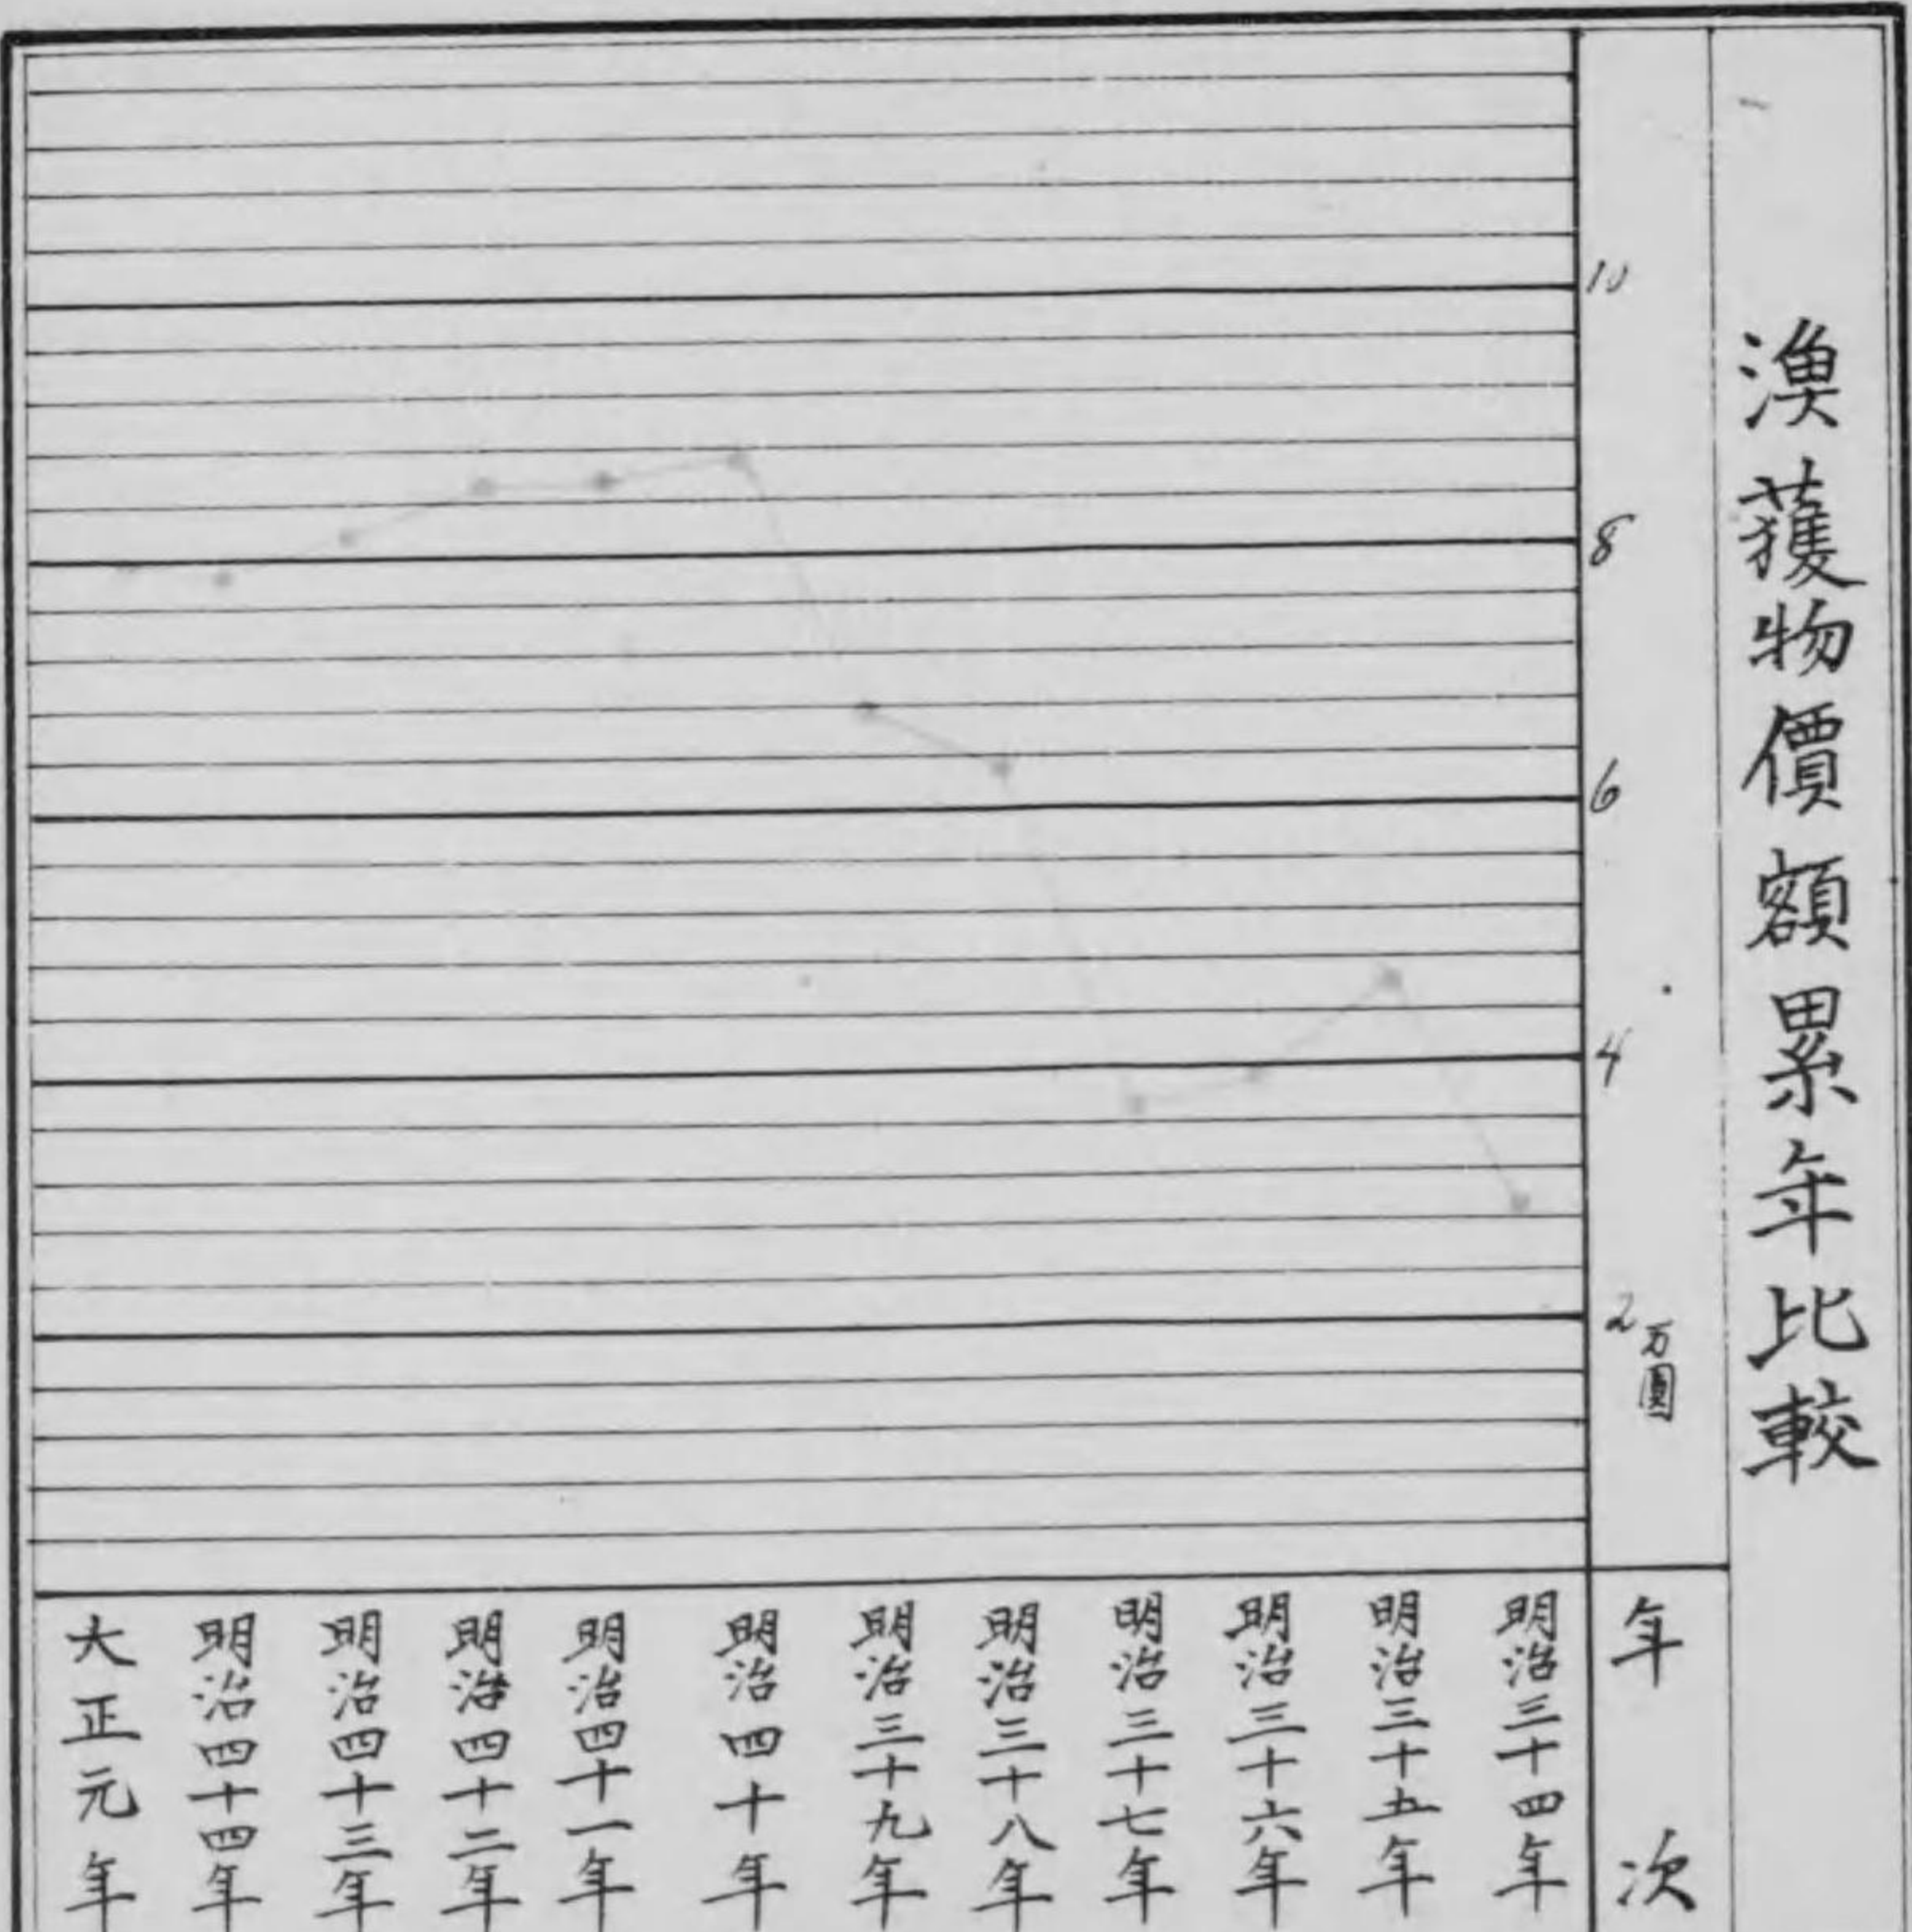 漁獲物價額累年比較
10
8
6
4
2万圓
年次
明治三十四年
明治三十五年
明治三十六年
明治三十七年
明治三十八年
明治三十九年
明治四十年
明治四十一年
明治四十二年
明治四十三年
明治四十四年
大正元年